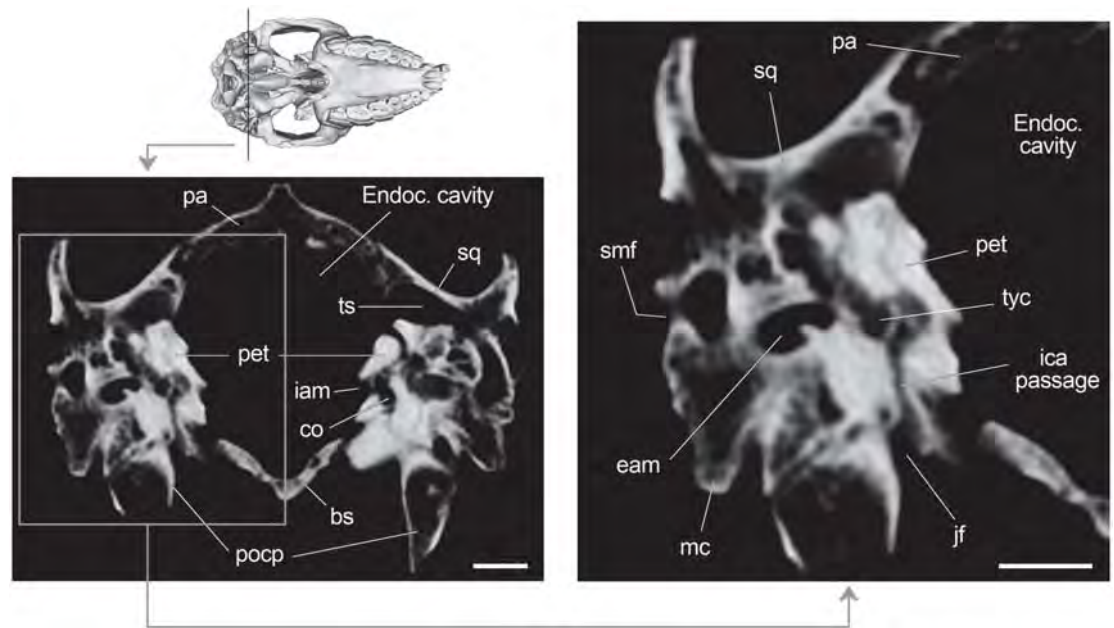 pa
Endoc. cavity
sq
ts
pet
iam
co
bs
pocp
pa
sq
Endoc.
cavity
smf
pet
tyc
ica
passage
eam
mc
jf